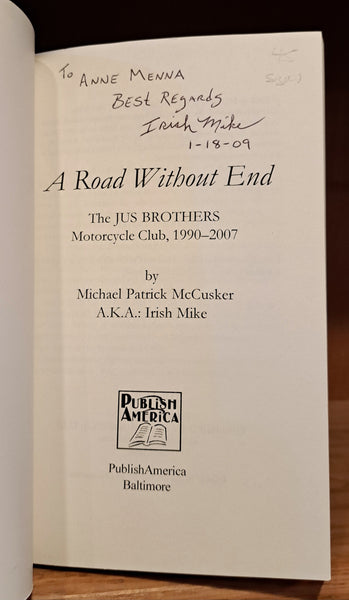 To Anne Menna
Best Regards
Irish Mike
1-18-09
A Road Without End
The JUS BROTHERS
Motorcycle Club, 1990–2007
by
Michael Patrick McCusker
A.K.A.: Irish Mike
PUBLISH
AMERICA
PublishAmerica
Baltimore